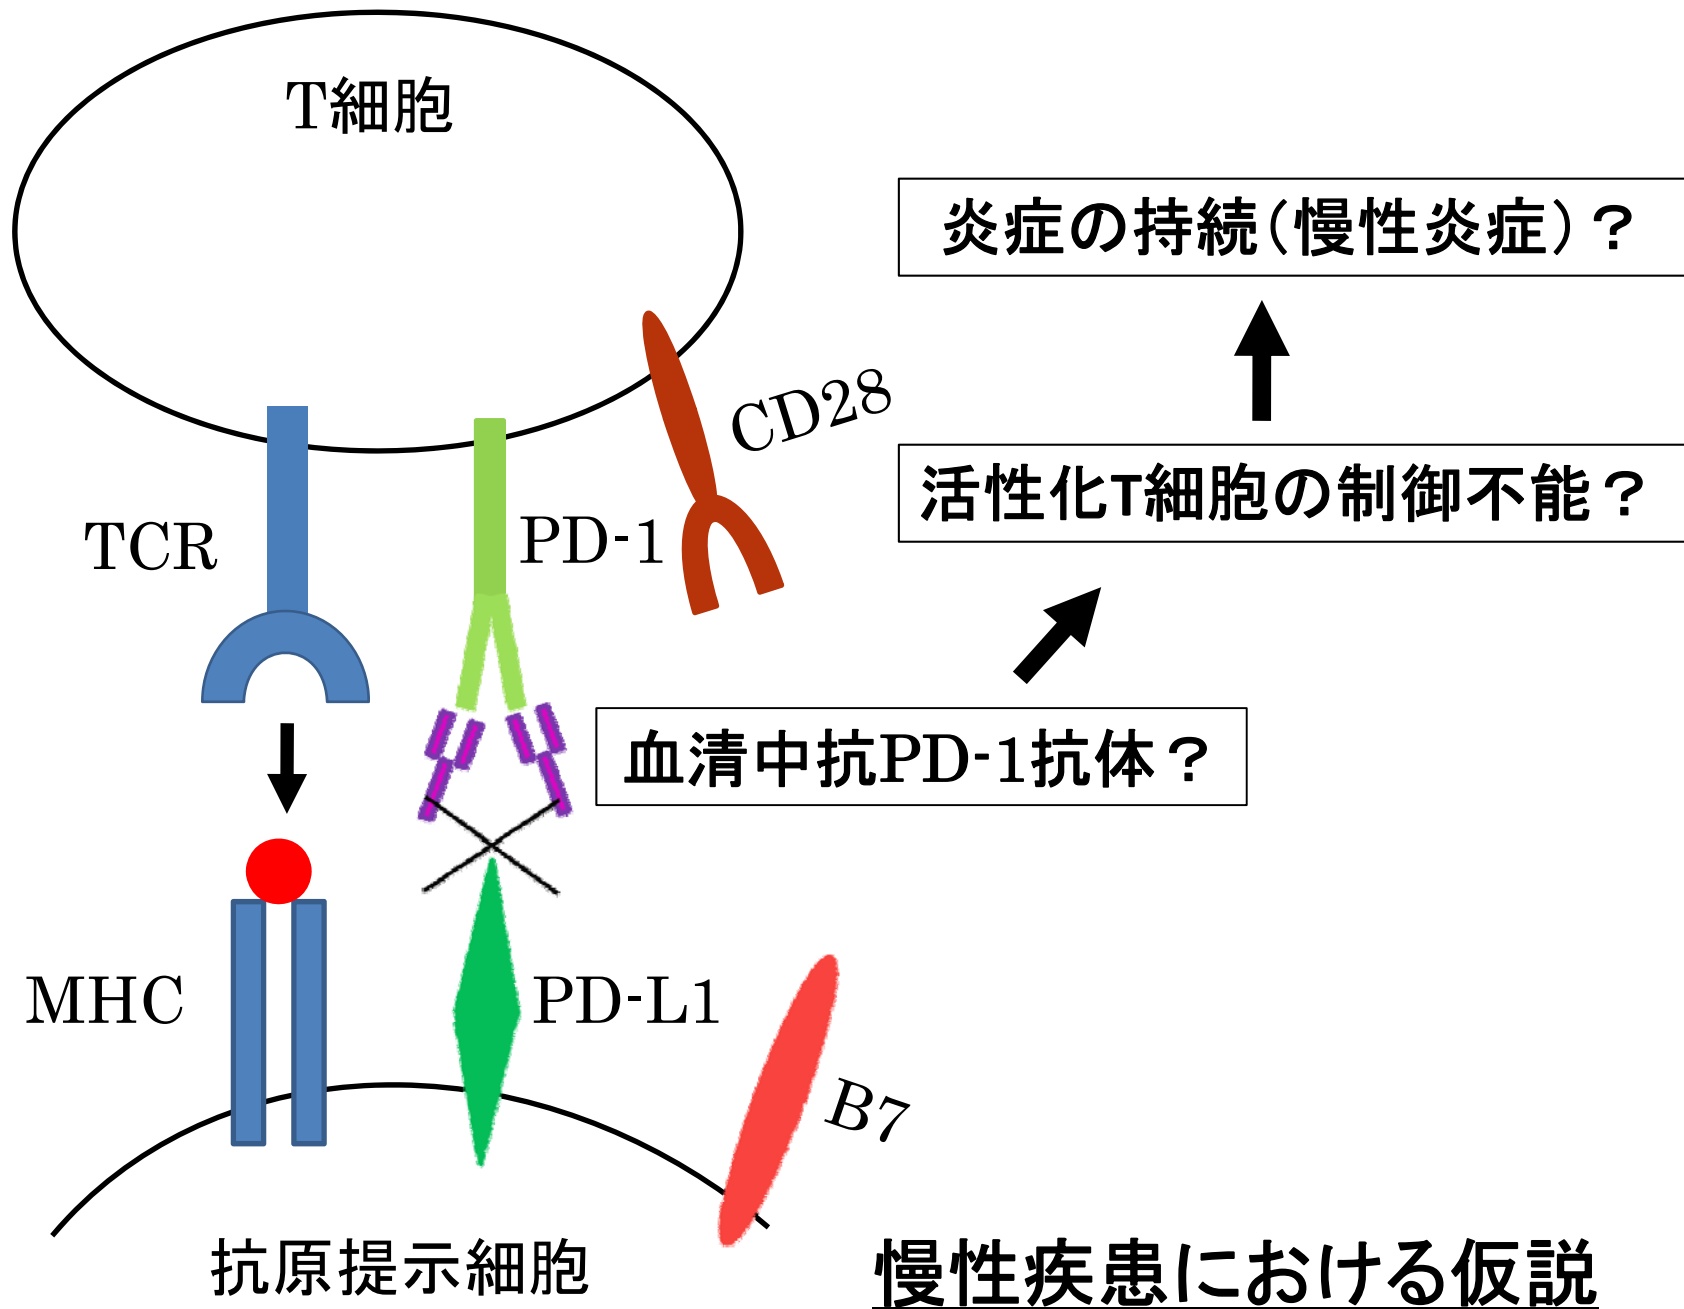 T細胞
炎症の持続(慢性炎症)?
CD28
活性化T細胞の制御不能?
TCR
PD-1
血清中抗PD-1抗体?
MHC
PD-L1
B7
抗原提示細胞
慢性疾患における仮説